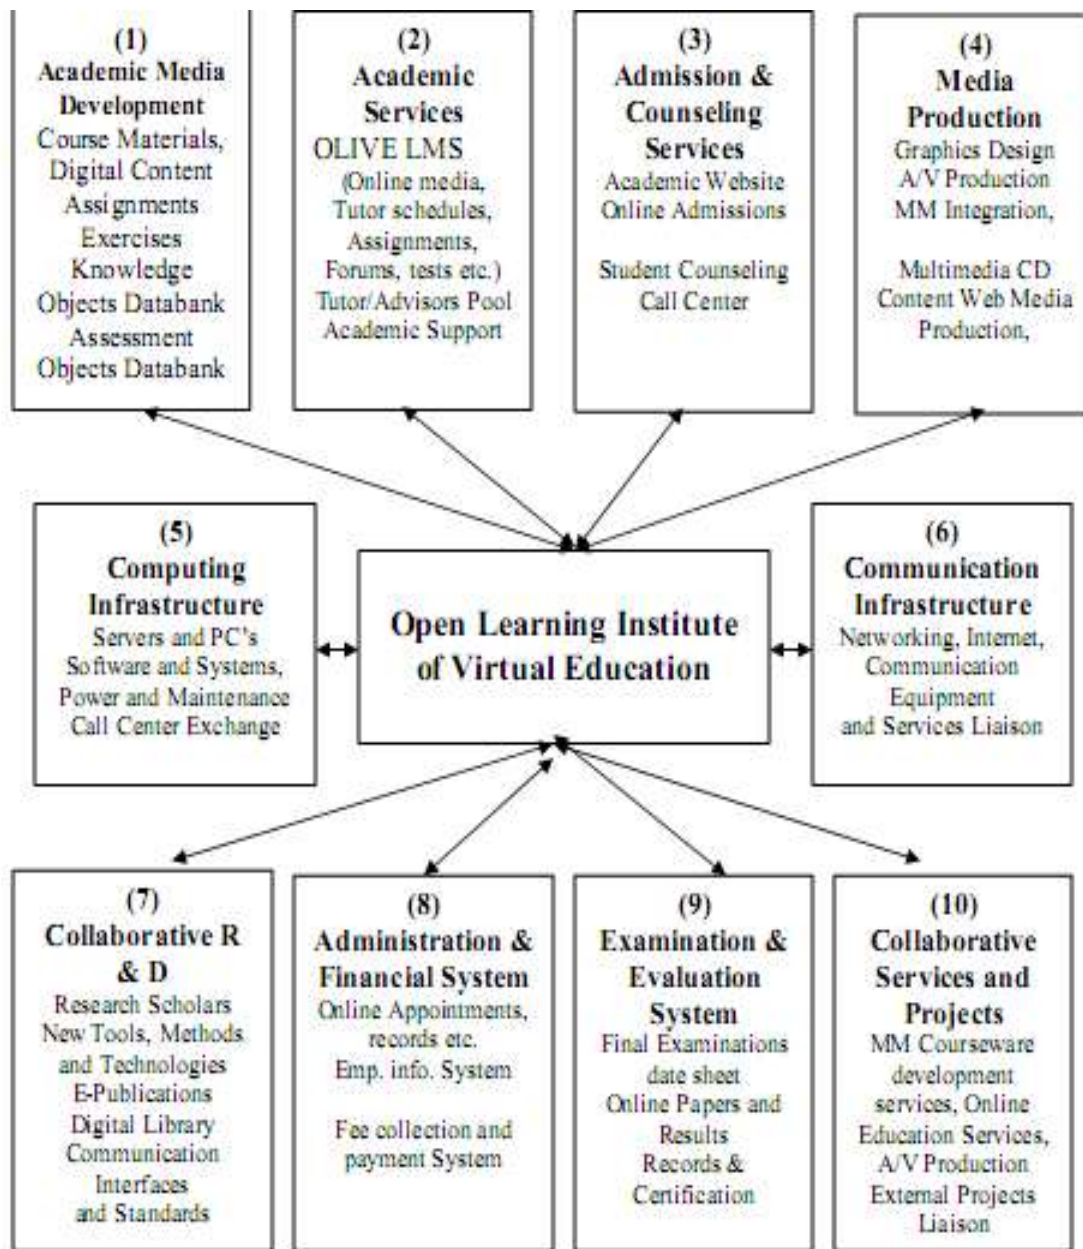 (1)
Academic Media
Development
Course Materials,
Digital Content
Assignments
Exercises
Knowledge
Objects Databank
Assessment
Objects Databank
(2)
Academic
Services
OLIVE LMS
(Online media,
Tutor schedules,
Assignments,
Forums, tests etc.)
Tutor/Advisors Pool
Academic Support
(3)
Admission &
Counseling
Services
Academic Website
Online Admissions
Student Counseling
Call Center
(4)
Media
Production
Graphics Design
A/V Production
MM Integration,
Multimedia CD
Content Web Media
Production,
(5)
Computing
Infrastructure
Servers and PC's
Software and Systems,
Power and Maintenance
Call Center Exchange
Open Learning Institute
of Virtual Education
(6)
Communication
Infrastructure
Networking, Internet,
Communication
Equipment
and Services Liaison
(7)
Collaborative R
& D
Research Scholars
New Tools, Methods
and Technologies
E-Publications
Digital Library
Communication
Interfaces
and Standards
(8)
Administration &
Financial System
Online Appointments,
records etc.
Emp. info. System
Fee collection and
payment System
(9)
Examination &
Evaluation
System
Final Examinations
date sheet
Online Papers and
Results
Records &
Certification
(10)
Collaborative
Services and
Projects
MM Courseware
development
services, Online
Education Services,
A/V Production
External Projects
Liaison